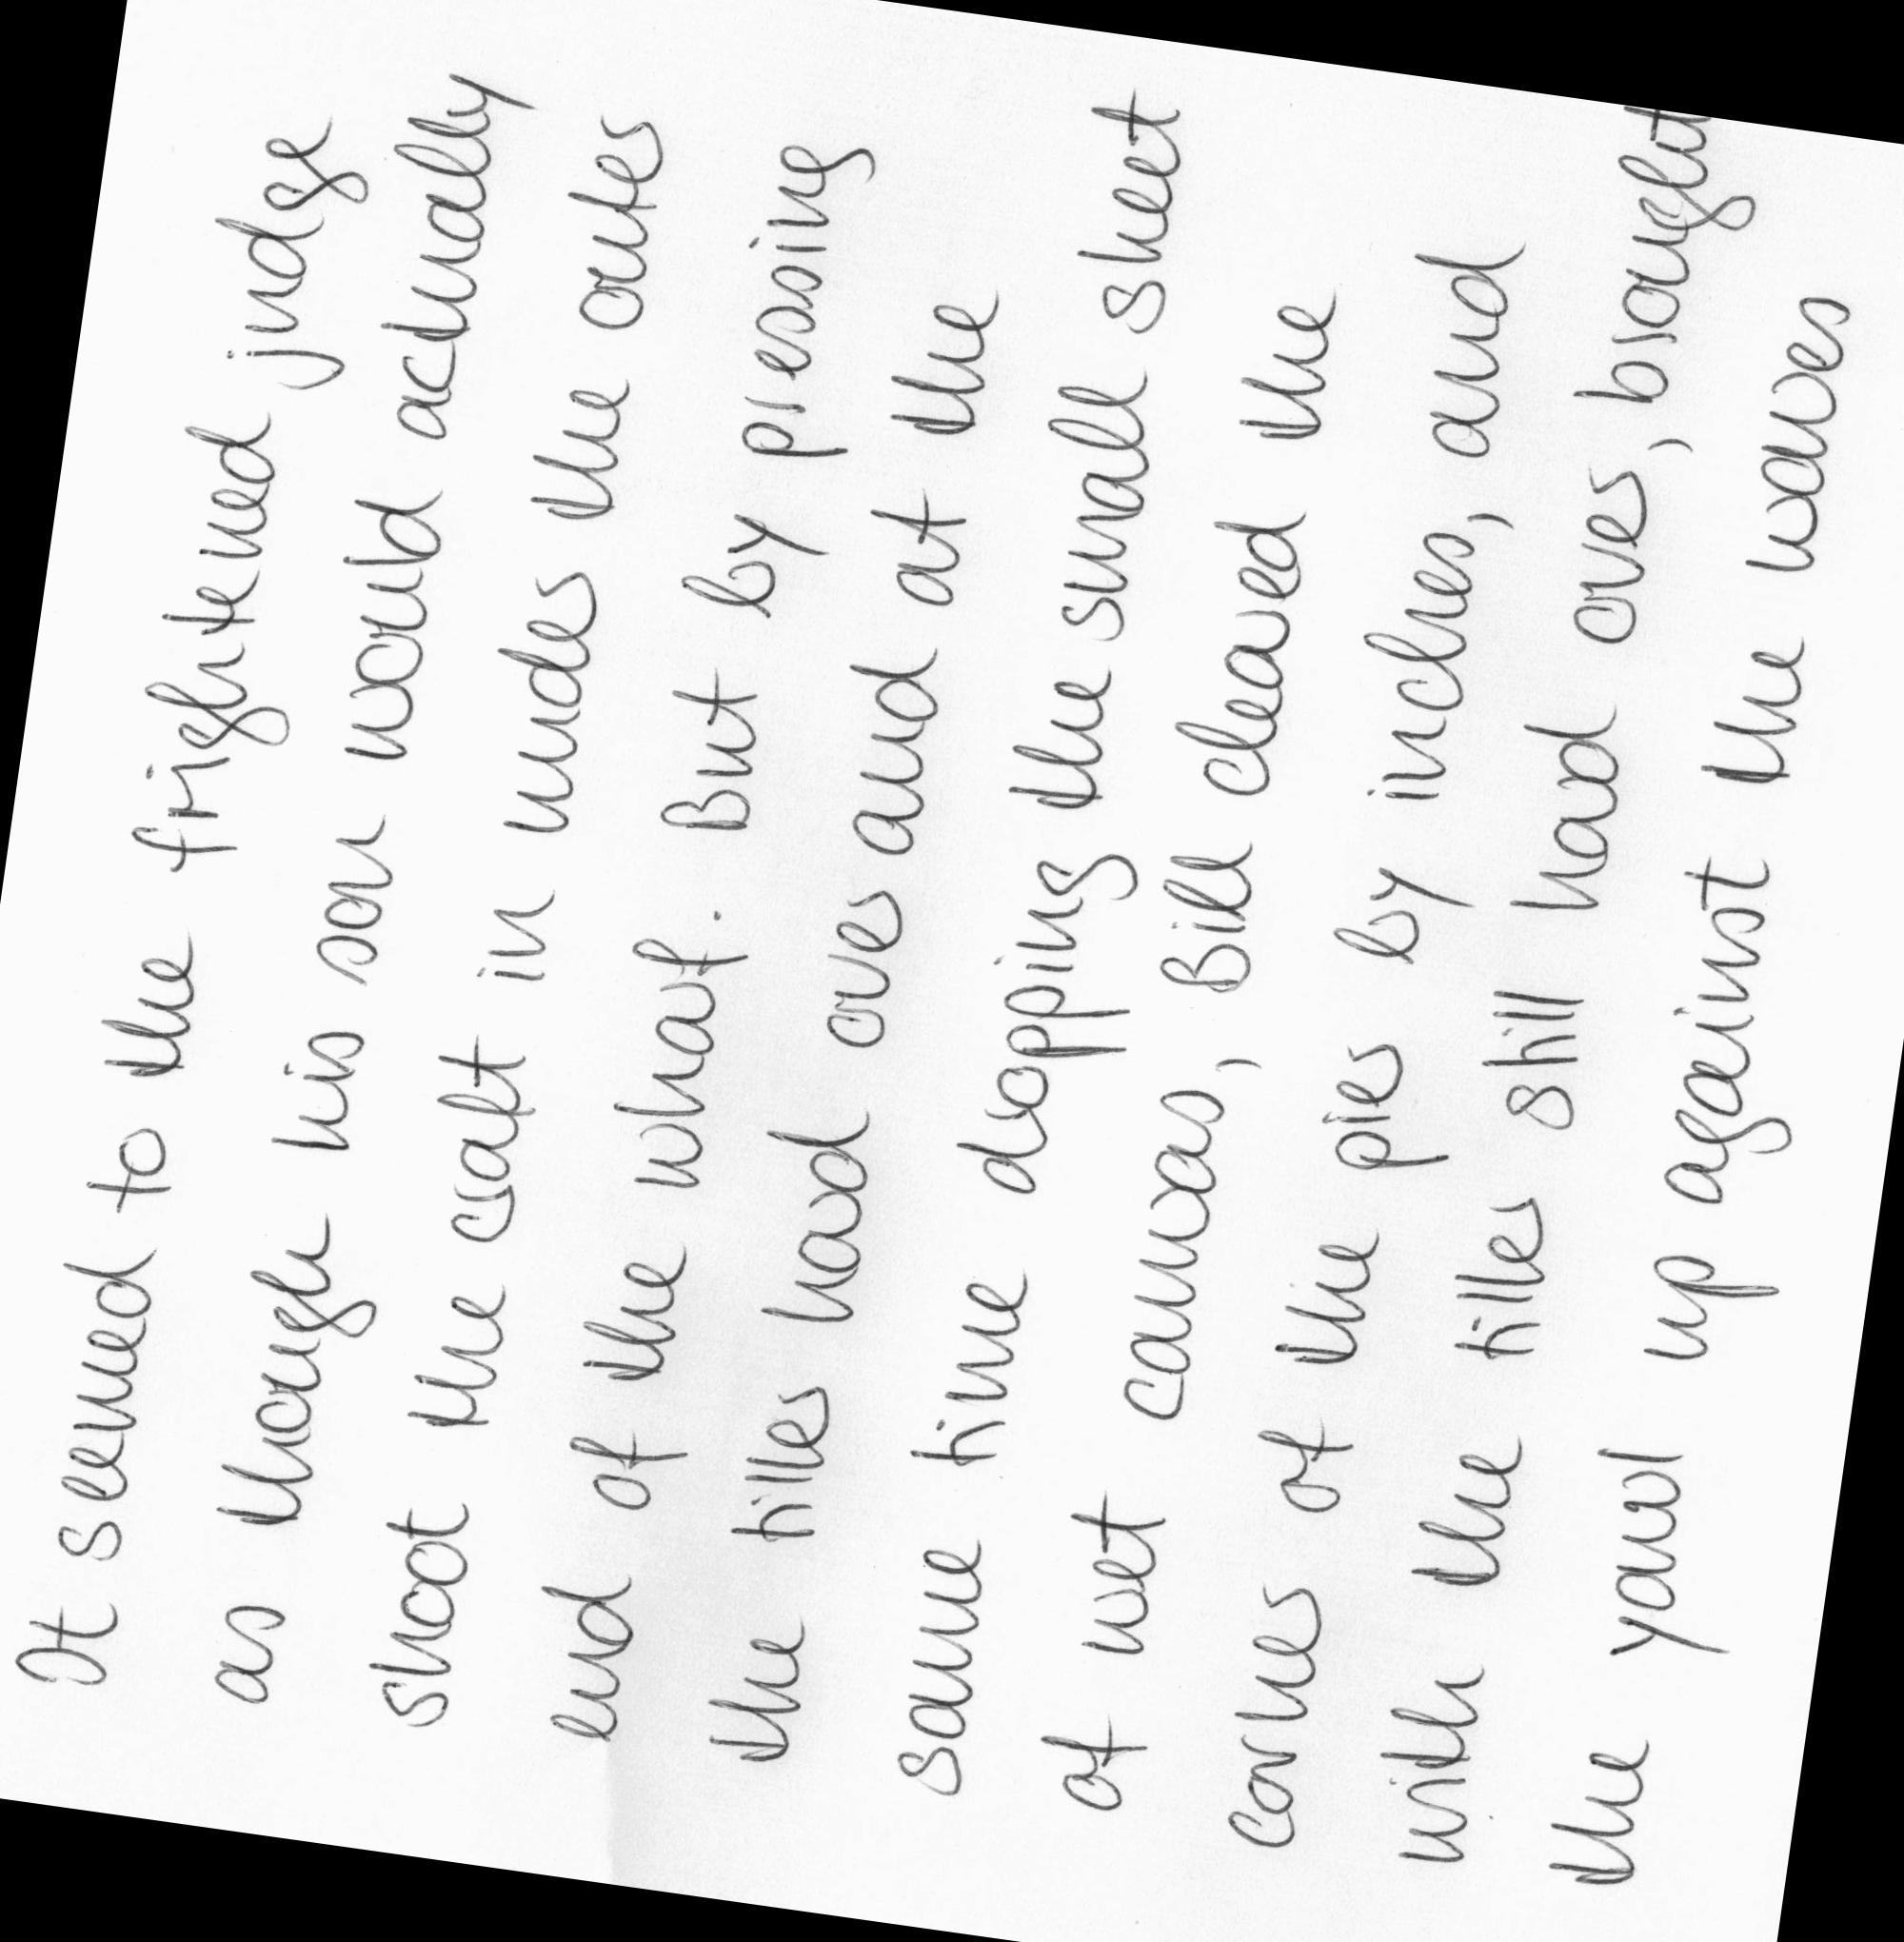 It seemed to the frightened judge
as though his son would actually
shoot the craft in under the outer
end of the wharf. But by pressing
the tiller hard over and at the
same time dropping the small sheet
of wet canvas, Bill cleared the
corner of the pier by inches, and
with the tiller still hard over, brought
the yawl up against the waves